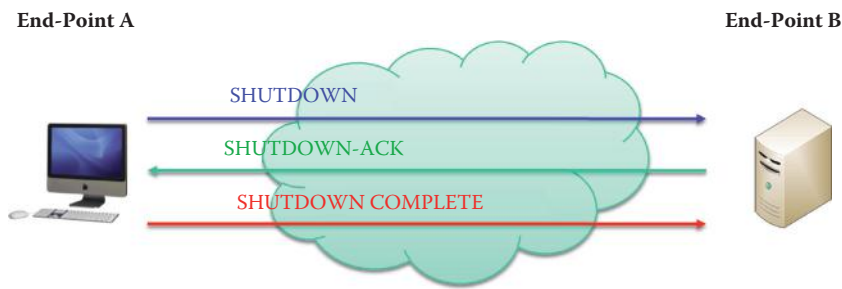 End-Point A
End-Point B
SHUTDOWN
SHUTDOWN-ACK
SHUTDOWN COMPLETE